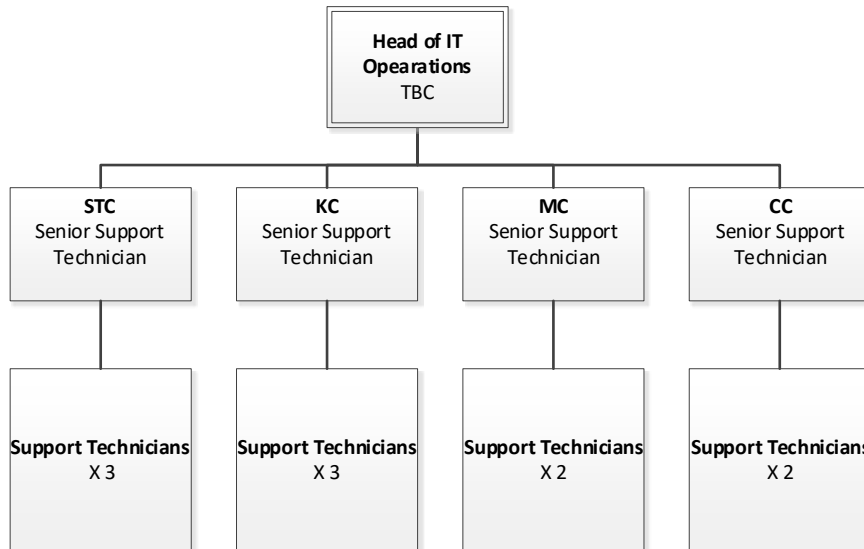 Head of IT
Opearations
TBC
STC
Senior Support
Technician
KC
Senior Support
Technician
MC
Senior Support
Technician
CC
Senior Support
Technician
Support Technicians
X 3
Support Technicians
X 3
Support Technicians
X 2
Support Technicians
X 2